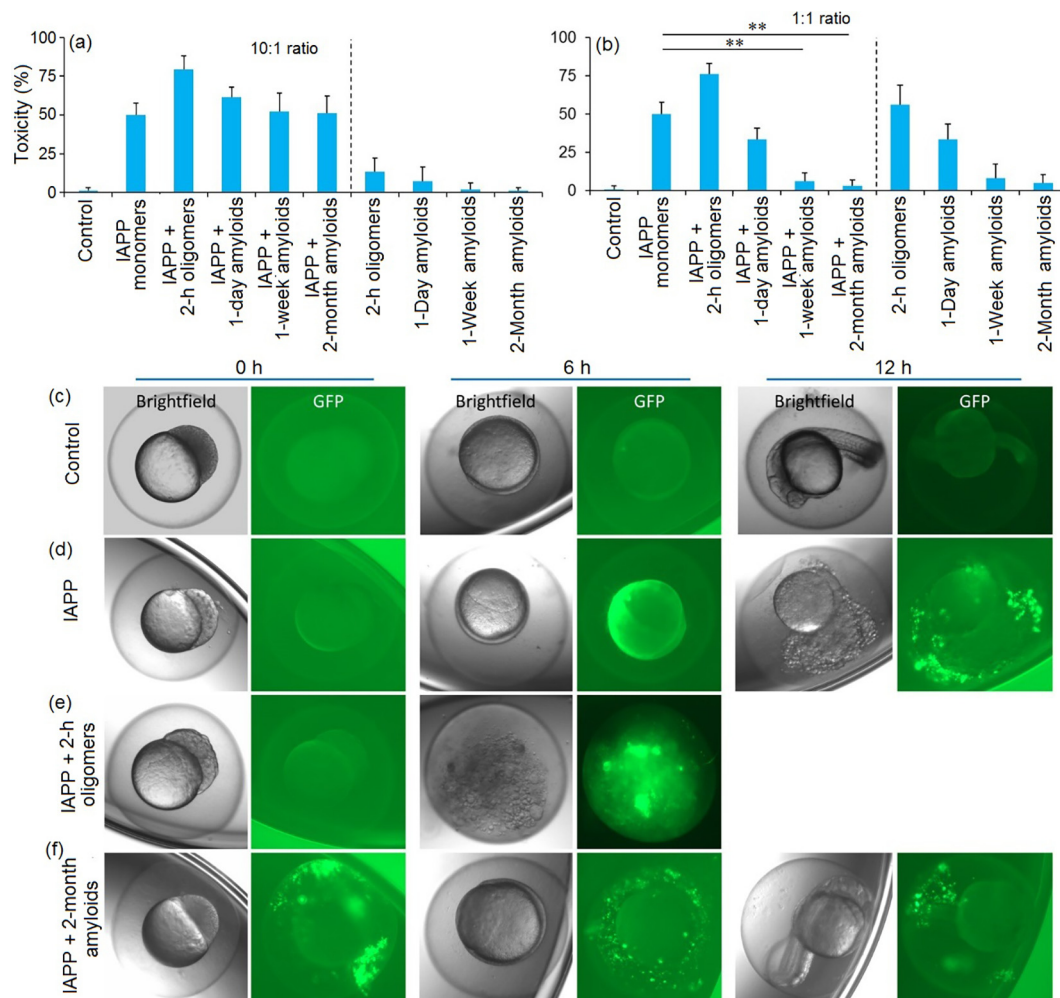 (a)
10:1 ratio
Toxicity (%)
100
75
50
25
0
Control
IAPP
monomers
IAPP +
2-h oligomers
IAPP +
1-day amyloids
IAPP +
1-week amyloids
IAPP +
2-month amyloids
2-h oligomers
1-Day amyloids
1-Week amyloids
2-Month amyloids
(b)
1:1 ratio
**
**
100
75
50
25
0
Control
IAPP
monomers
IAPP +
2-h oligomers
IAPP +
1-day amyloids
IAPP +
1-week amyloids
IAPP +
2-month amyloids
2-h oligomers
1-Day amyloids
1-Week amyloids
2-Month amyloids
0 h
6 h
12 h
(c)
Control
Brightfield
GFP
Brightfield
GFP
Brightfield
GFP
(d)
IAPP
(e)
IAPP + 2-h
oligomers
(f)
IAPP + 2-month
amyloids